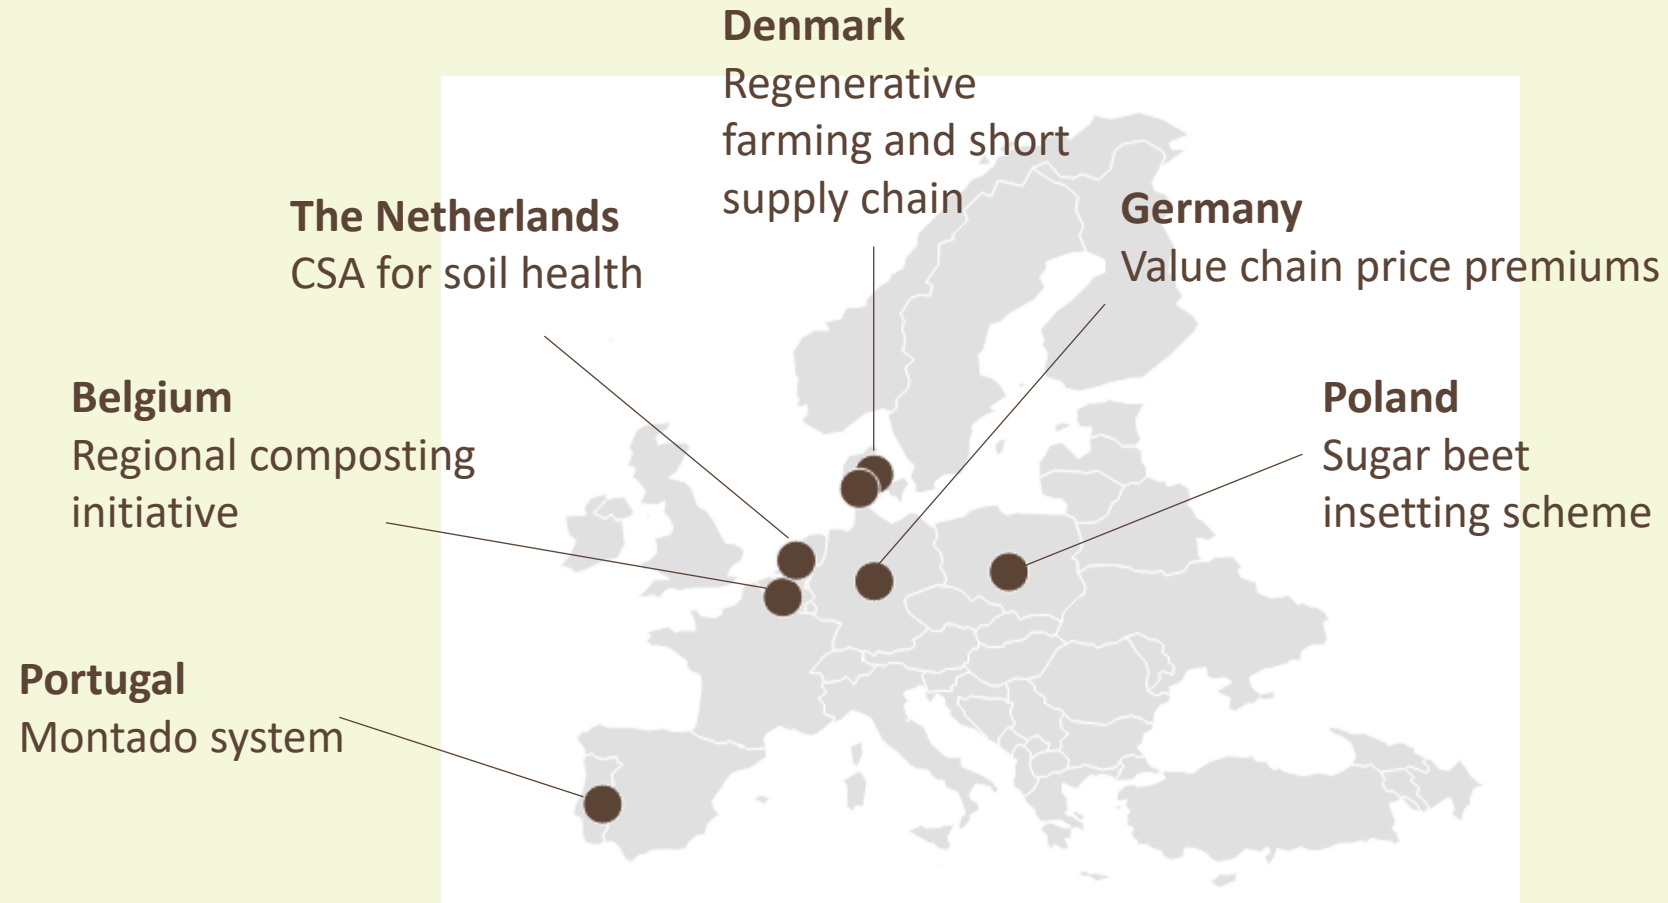 Denmark
Regenerative
farming and short
supply chain
The Netherlands
CSA for soil health
Germany
Value chain price premiums
Belgium
Regional composting
initiative
Poland
Sugar beet
insetting scheme
Portugal
Montado system